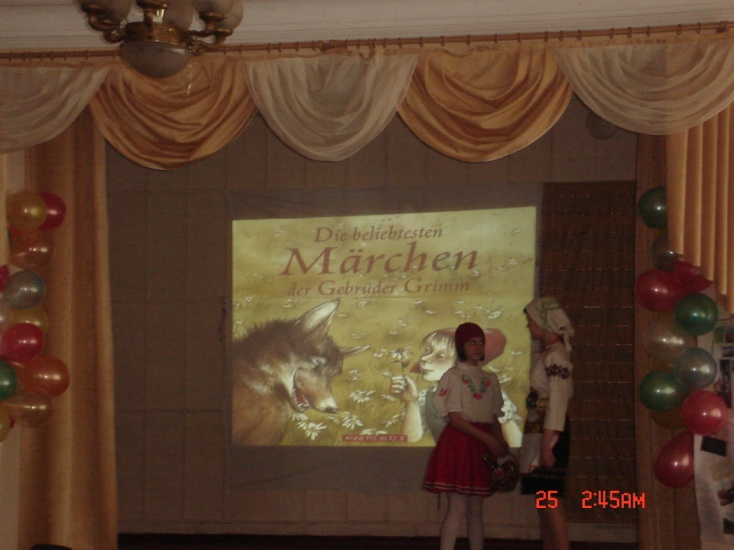 Die beliebtesten
Märchen
der Gebrüder Grimm
25 2:45AM